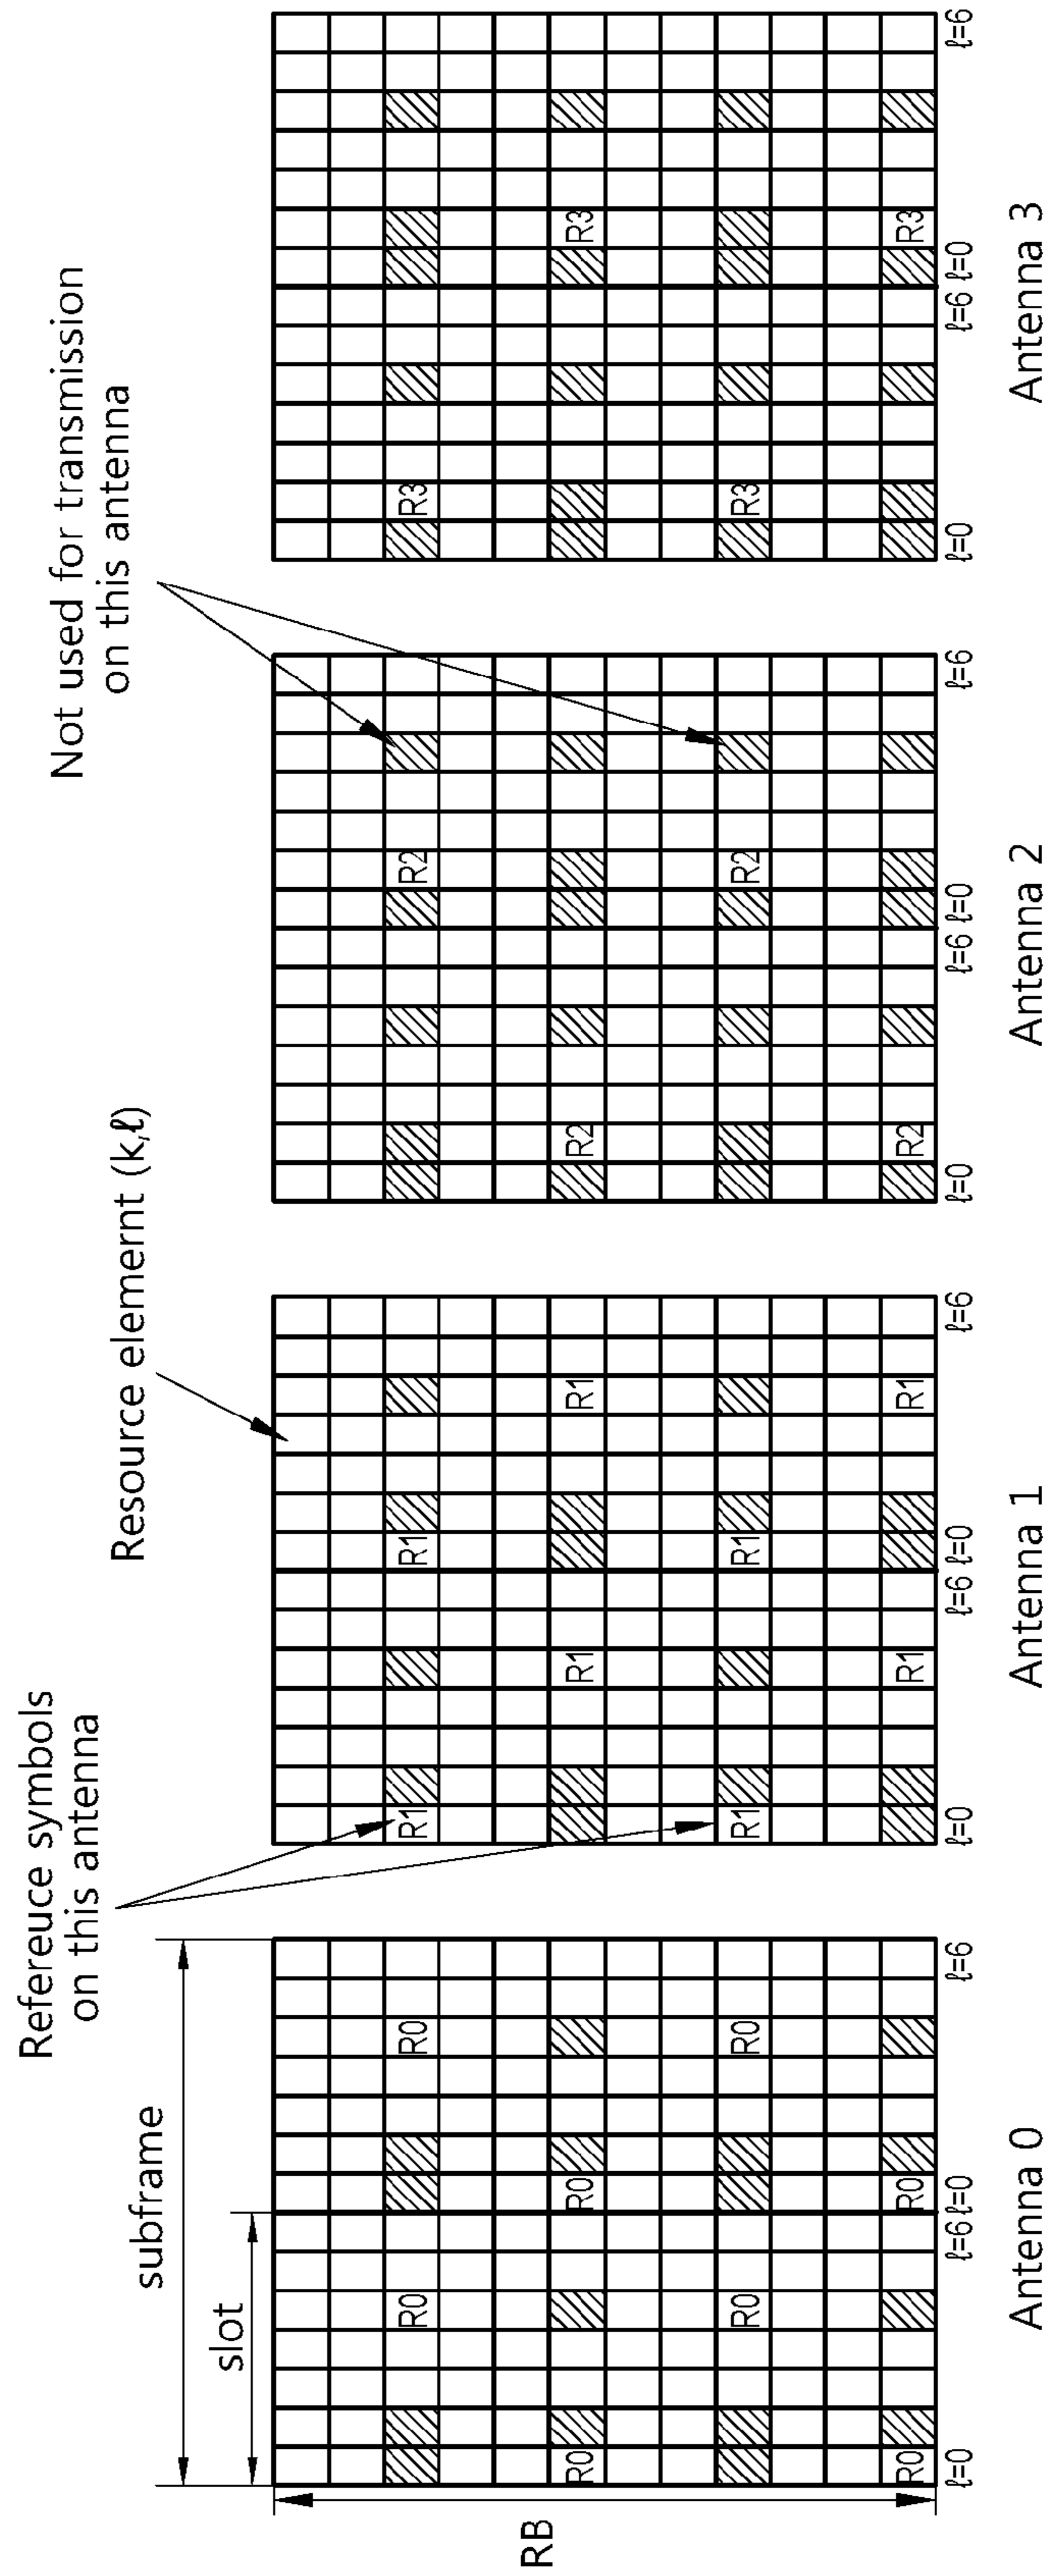 Refereuce symbols
on this antenna
Resource elemernt (k,ℓ)
Not used for transmission
on this antenna
subframe
slot
RB
R0 R0 R1 R1 R2 R3
R0 R0 R1 R1 R2 R3
R0 R0 R1 R1 R2 R3
R0 R0 R1 R1 R2 R3
ℓ=0 ℓ=6 ℓ=0 ℓ=6 ℓ=0 ℓ=6 ℓ=0 ℓ=6 ℓ=0 ℓ=6 ℓ=0 ℓ=6 ℓ=0 ℓ=6 ℓ=0 ℓ=6
Antenna 0 Antenna 1 Antenna 2 Antenna 3